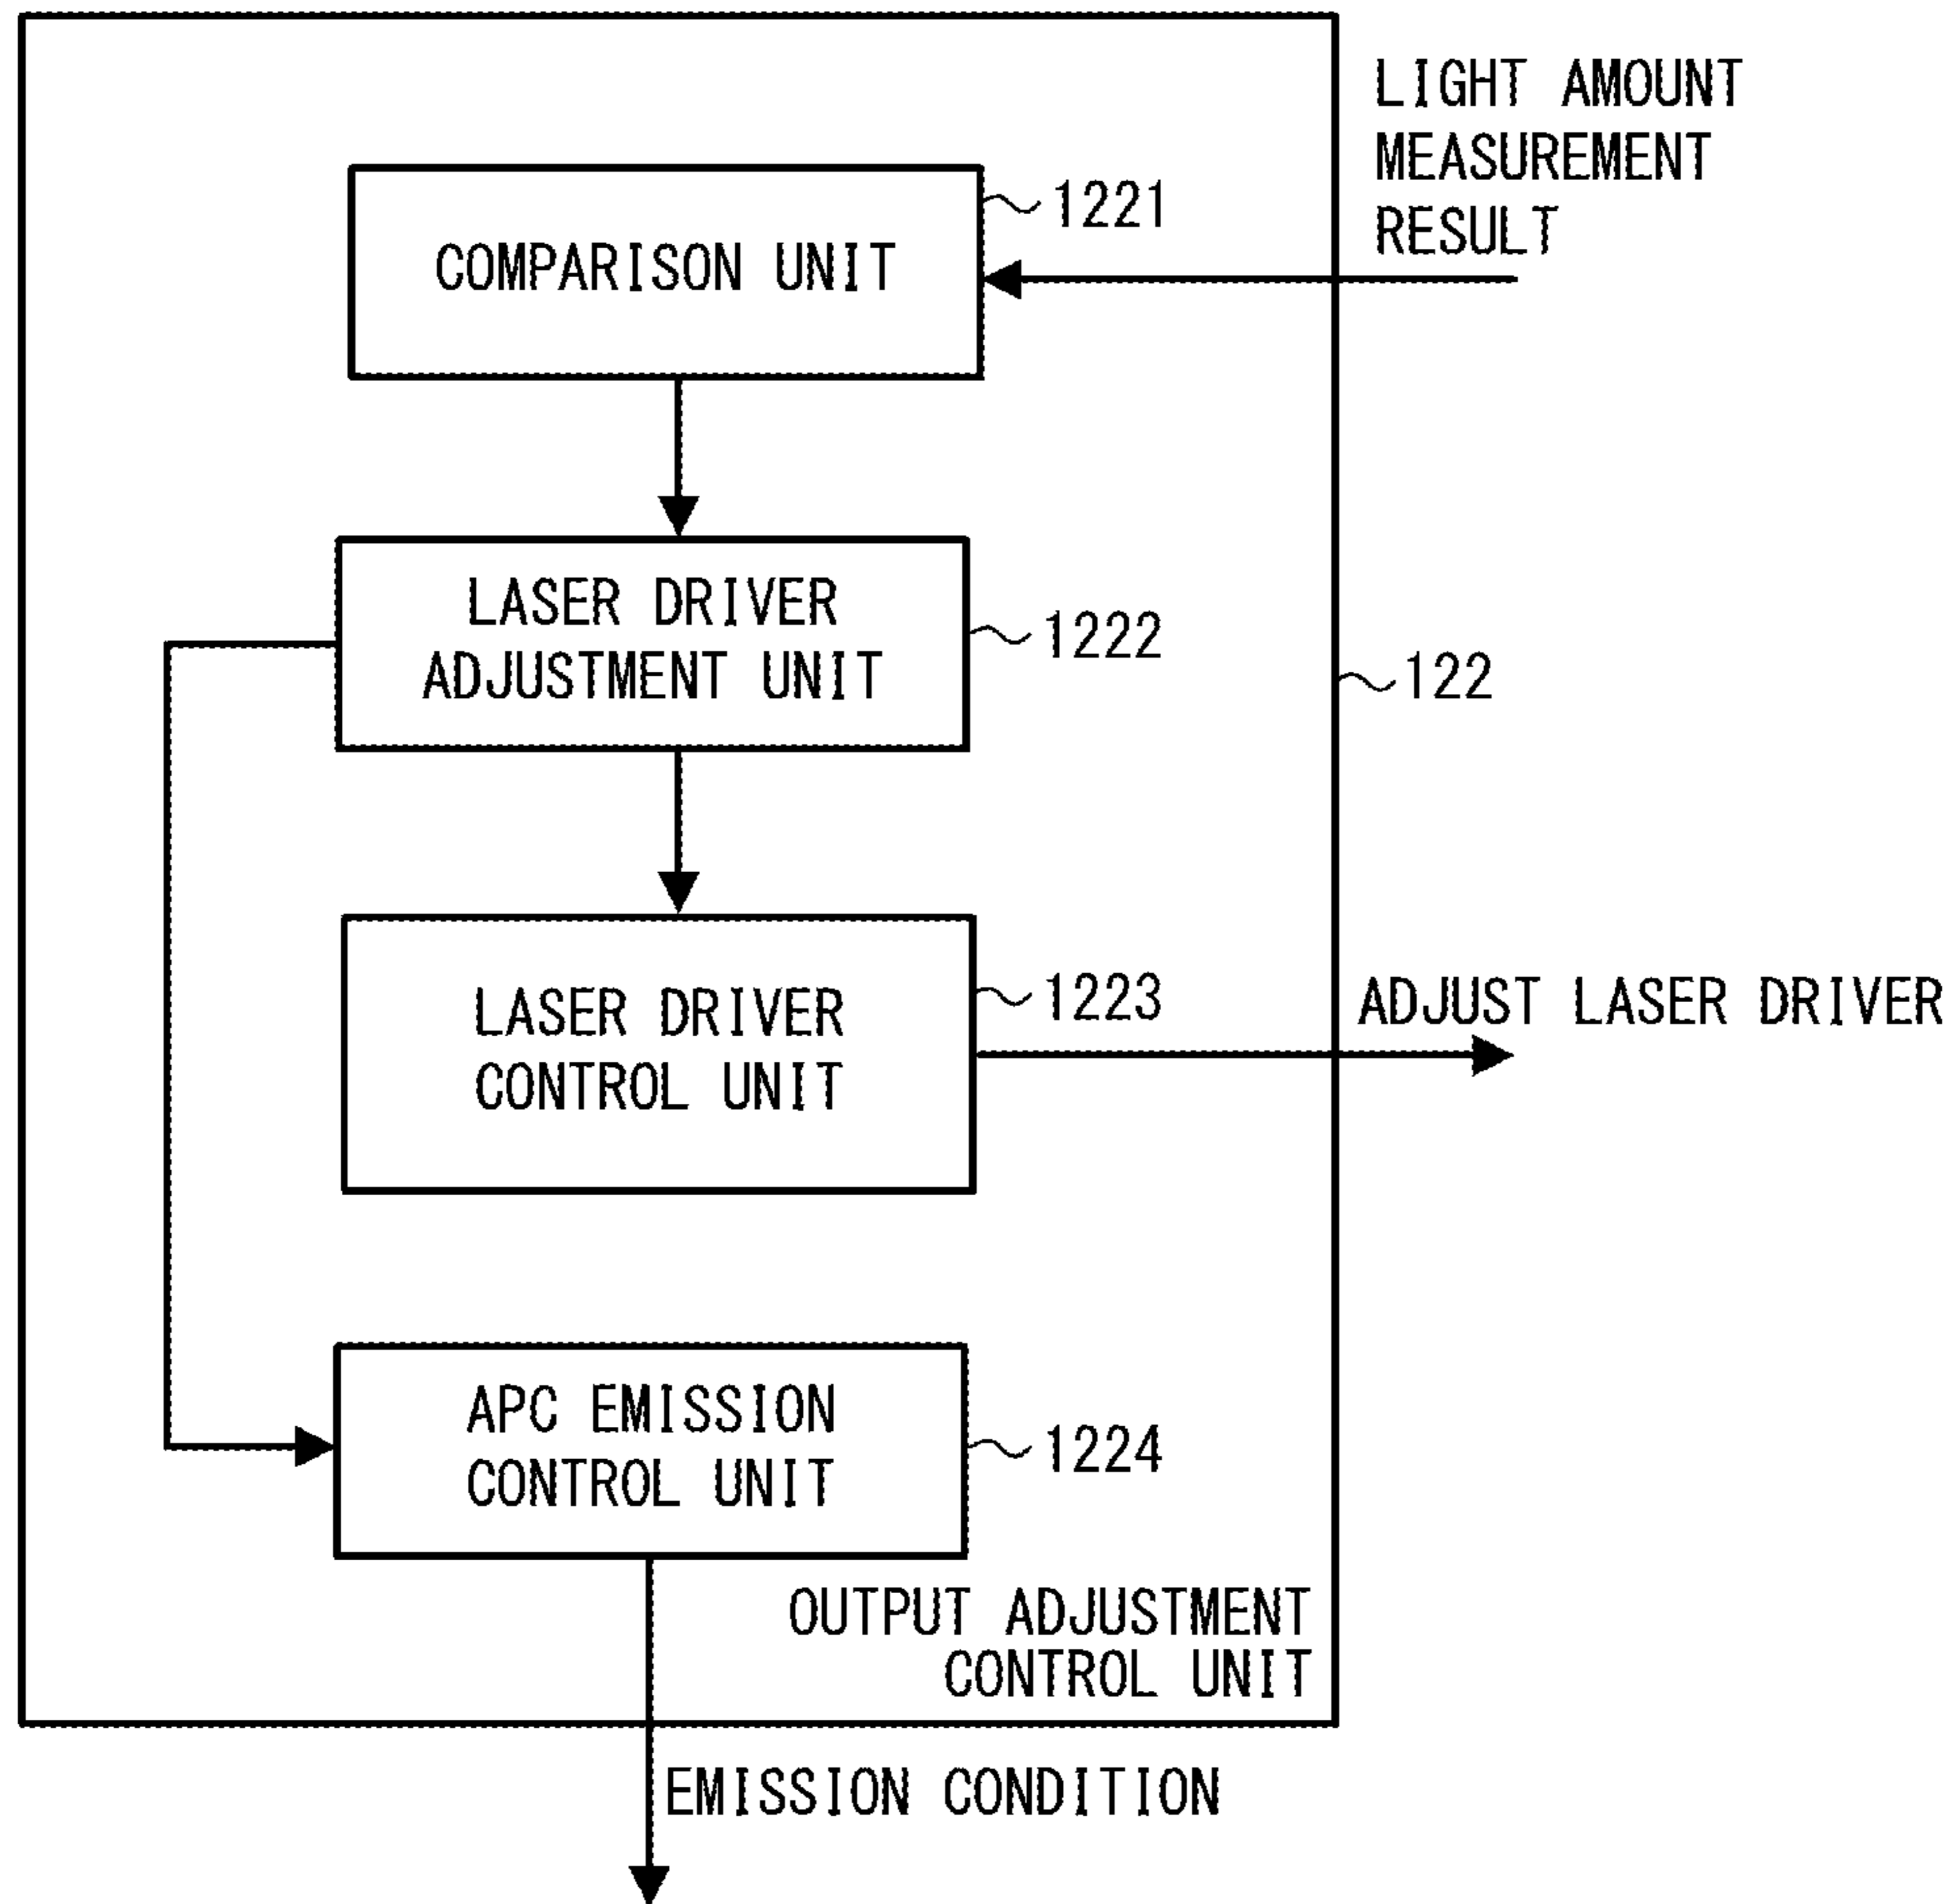 LIGHT AMOUNT
MEASUREMENT
RESULT
1221
COMPARISON UNIT
LASER DRIVER
ADJUSTMENT UNIT
1222
122
LASER DRIVER
CONTROL UNIT
1223
ADJUST LASER DRIVER
APC EMISSION
CONTROL UNIT
1224
OUTPUT ADJUSTMENT
CONTROL UNIT
EMISSION CONDITION